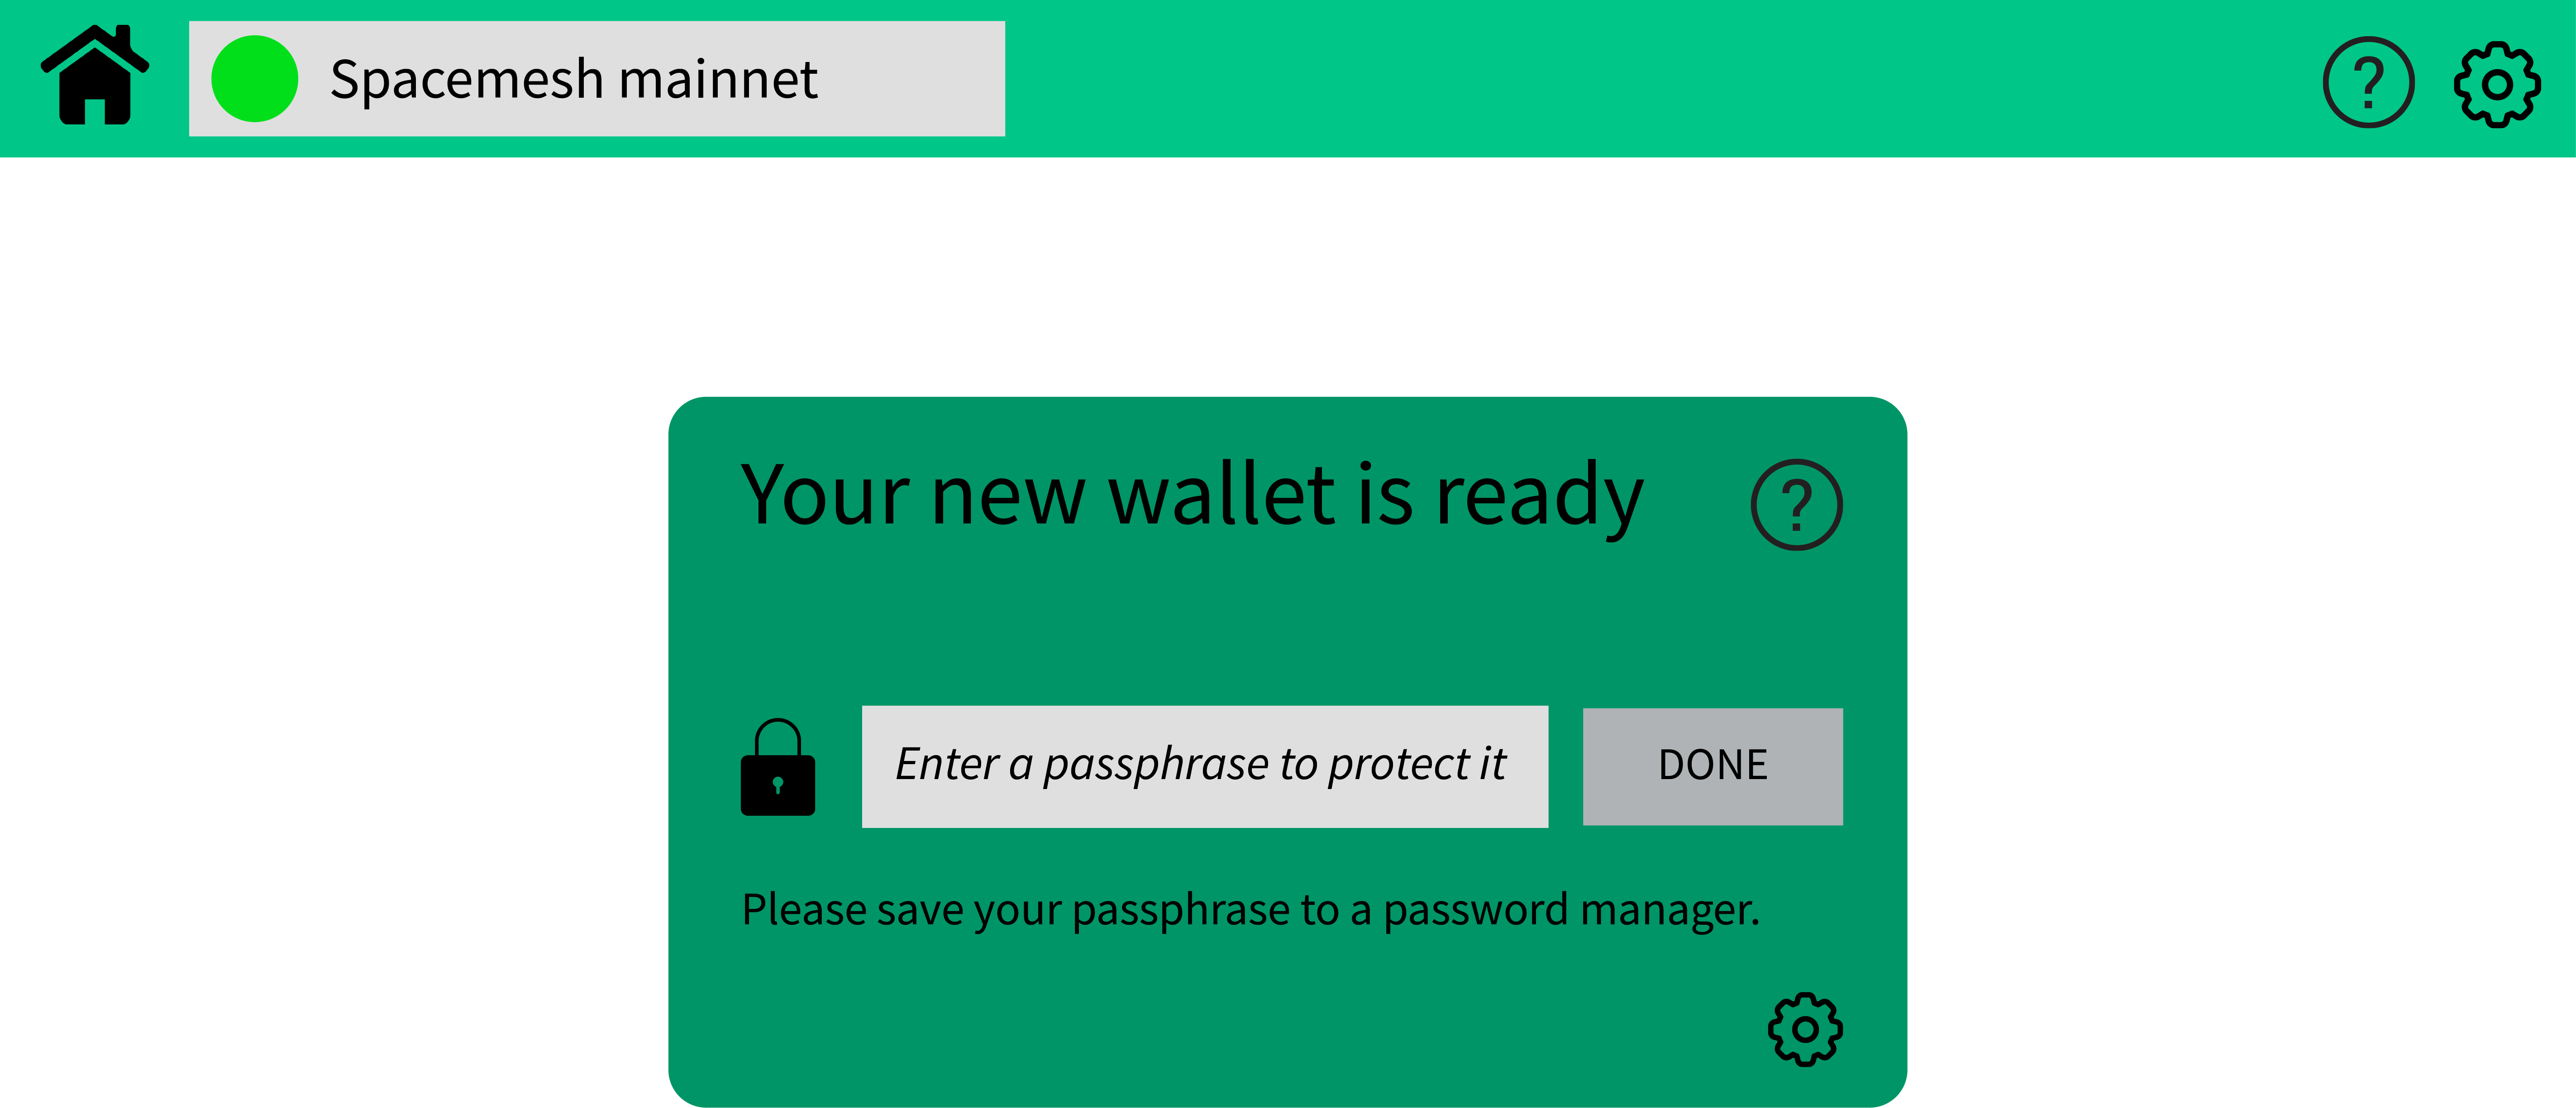 Spacemesh mainnet
?
Your new wallet is ready
?
Enter a passphrase to protect it
DONE
Please save your passphrase to a password manager.